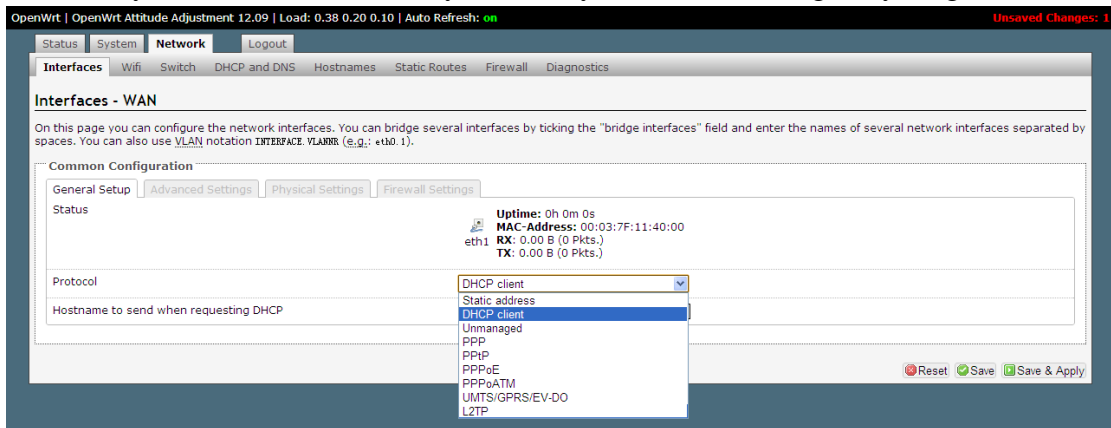 OpenWrt | OpenWrt Attitude Adjustment 12.09 | Load: 0.38 0.20 0.10 | Auto Refresh: on
Unsaved Changes: 1
Status System Network Logout
Interfaces Wifi Switch DHCP and DNS Hostnames Static Routes Firewall Diagnostics
Interfaces - WAN
On this page you can configure the network interfaces. You can bridge several interfaces by ticking the "bridge interfaces" field and enter the names of several network interfaces separated by
spaces. You can also use VLAN notation INTERFACE.VLANNR (e.g.: eth0.1).
Common Configuration
General Setup Advanced Settings Physical Settings Firewall Settings
Status
eth1
Uptime: 0h 0m 0s
MAC-Address: 00:03:7F:11:40:00
RX: 0.00 B (0 Pkts.)
TX: 0.00 B (0 Pkts.)
Protocol
DHCP client
Static address
DHCP client
Unmanaged
PPP
PPtP
PPPoE
PPPoATM
UMTS/GPRS/EV-DO
L2TP
Hostname to send when requesting DHCP
Reset Save Save & Apply